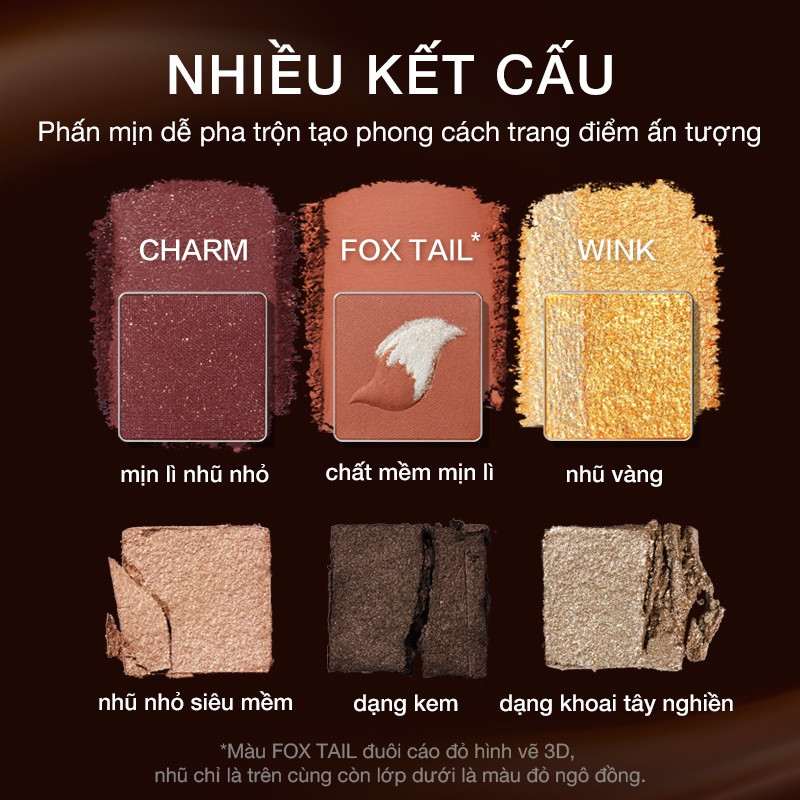 NHIỀU KẾT CẤU
Phấn mịn dễ pha trộn tạo phong cách trang điểm ấn tượng
CHARM
FOX TAIL*
WINK
mịn lì nhũ nhỏ
chất mềm mịn lì
nhũ vàng
nhũ nhỏ siêu mềm
dạng kem
dạng khoai tây nghiền
*Màu FOX TAIL đuôi cáo đỏ hình vẽ 3D,
nhũ chỉ là trên cùng còn lớp dưới là màu đỏ ngô đồng.